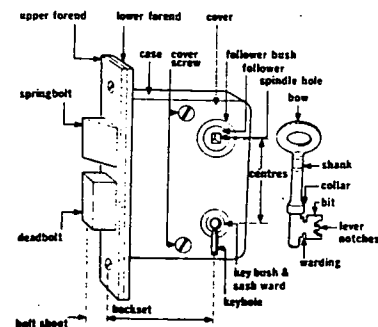 upper forend
lower forend
cover
case
cover
screw
follower bush
follower
spindle hole
bow
springbolt
shank
centres
collar
bit
lever
notches
deadbolt
warding
key bush &
sash ward
keyhole
backset
bolt shoot